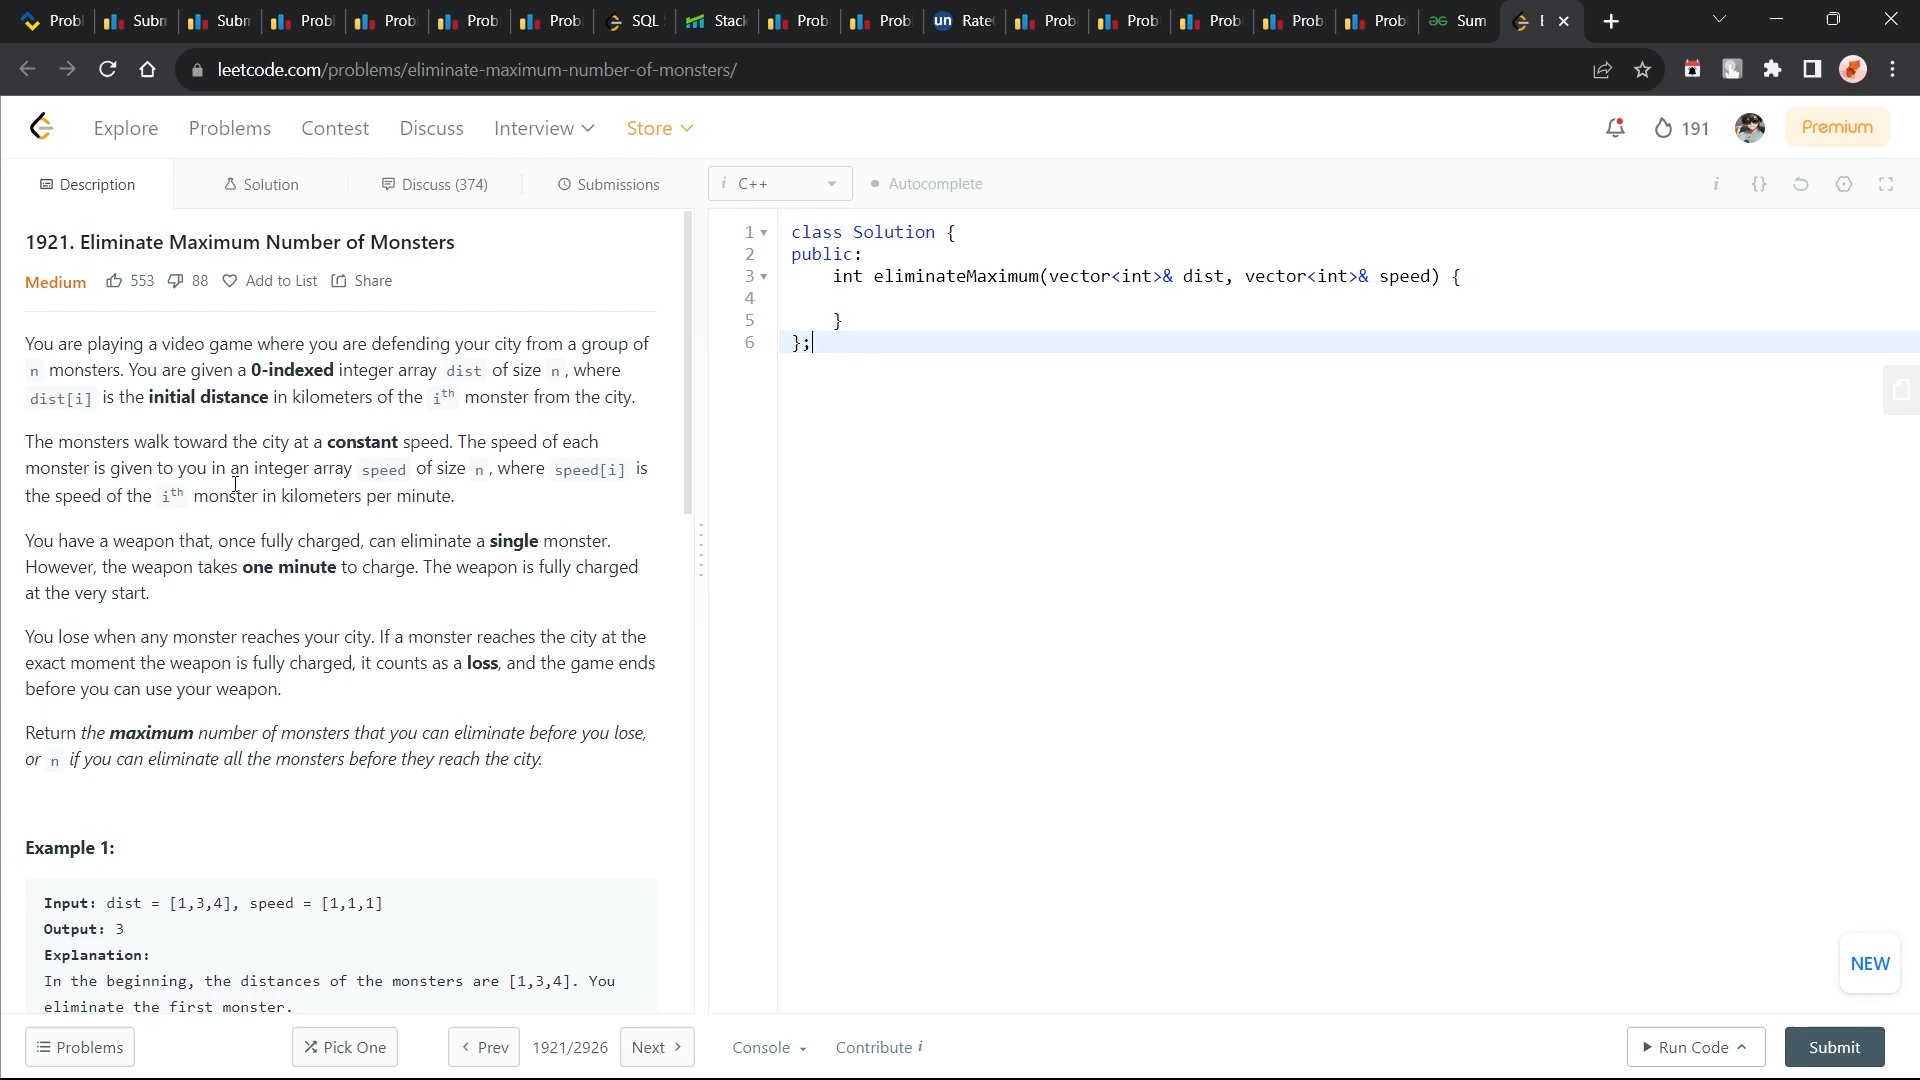 Probl
Subm
Subm
Probl
Prob
Prob
Prob
SQL
Stack
Prob
Prob
un Rate
Prob
Prob
Prob
Prob
Prob
Sum
leetcode.com/problems/eliminate-maximum-number-of-monsters/
Explore Problems Contest Discuss Interview Store
191 Premium
Description Solution Discuss (374) Submissions
i C++ Autocomplete
i {}
1921. Eliminate Maximum Number of Monsters
Medium 553 88 Add to List Share
You are playing a video game where you are defending your city from a group of
n monsters. You are given a 0-indexed integer array dist of size n, where
dist[i] is the initial distance in kilometers of the ith monster from the city.
The monsters walk toward the city at a constant speed. The speed of each
monster is given to you in an integer array speed of size n, where speed[i] is
the speed of the ith monster in kilometers per minute.
You have a weapon that, once fully charged, can eliminate a single monster.
However, the weapon takes one minute to charge. The weapon is fully charged
at the very start.
You lose when any monster reaches your city. If a monster reaches the city at the
exact moment the weapon is fully charged, it counts as a loss, and the game ends
before you can use your weapon.
Return the maximum number of monsters that you can eliminate before you lose,
or n if you can eliminate all the monsters before they reach the city.
Example 1:
Input: dist = [1,3,4], speed = [1,1,1]
Output: 3
Explanation:
In the beginning, the distances of the monsters are [1,3,4]. You
eliminate the first monster.
1 class Solution {
2 public:
3 int eliminateMaximum(vector<int>& dist, vector<int>& speed) {
4
5 }
6 };
NEW
Problems Pick One Prev 1921/2926 Next
Console Contribute i
Run Code Submit